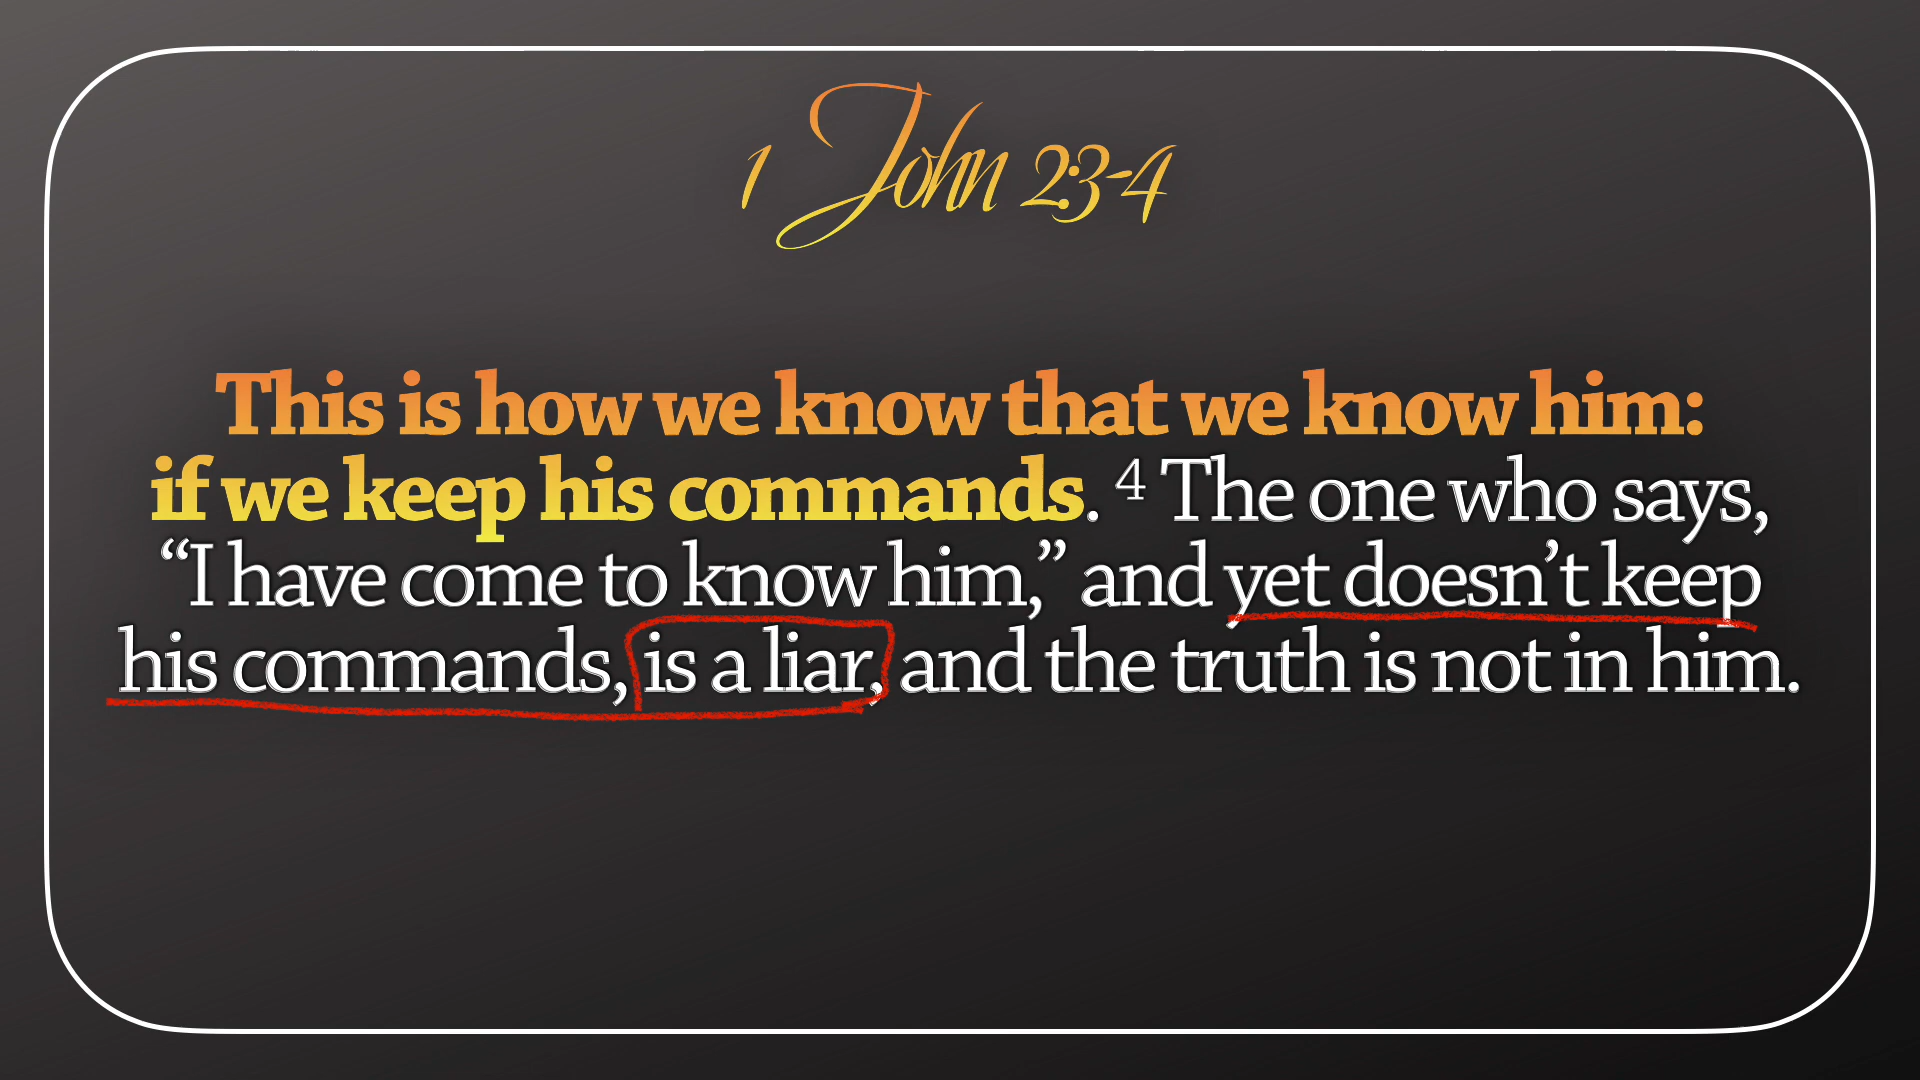 1 John 2:3-4
This is how we know that we know him:
if we keep his commands. ⁴ The one who says,
“I have come to know him,” and yet doesn’t keep
his commands, is a liar, and the truth is not in him.